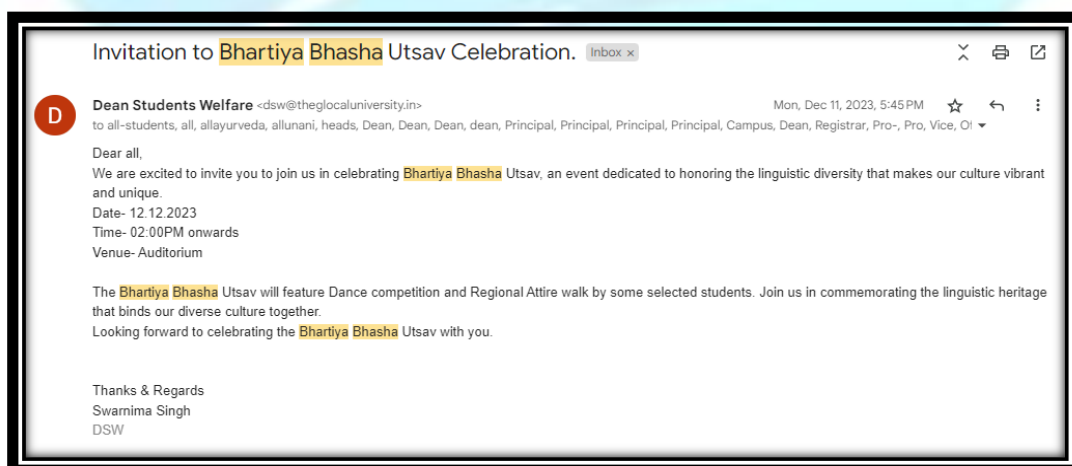 Invitation to Bhartiya Bhasha Utsav Celebration. Inbox x
D
Dean Students Welfare <dsw@theglocaluniversity.in> Mon, Dec 11, 2023, 5:45 PM
to all-students, all, allayurveda, allunani, heads, Dean, Dean, Dean, dean, Principal, Principal, Principal, Principal, Campus, Dean, Registrar, Pro-, Pro, Vice,
Dear all,
We are excited to invite you to join us in celebrating Bhartiya Bhasha Utsav, an event dedicated to honoring the linguistic diversity that makes our culture vibrant
and unique.
Date- 12.12.2023
Time- 02:00PM onwards
Venue- Auditorium
The Bhartiya Bhasha Utsav will feature Dance competition and Regional Attire walk by some selected students. Join us in commemorating the linguistic heritage
that binds our diverse culture together.
Looking forward to celebrating the Bhartiya Bhasha Utsav with you.
Thanks & Regards
Swarnima Singh
DSW